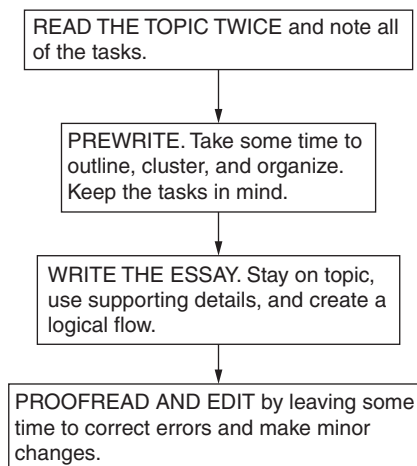 READ THE TOPIC TWICE and note all
of the tasks.
PREWRITE. Take some time to
outline, cluster, and organize.
Keep the tasks in mind.
WRITE THE ESSAY. Stay on topic,
use supporting details, and create a
logical flow.
PROOFREAD AND EDIT by leaving some
time to correct errors and make minor
changes.